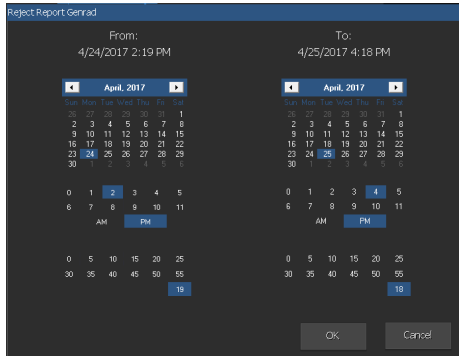 Reject Report Genrad
From: To:
4/24/2017 2:19 PM 4/25/2017 4:18 PM
April, 2017 April, 2017
Sun Mon Tue Wed Thu Fri Sat Sun Mon Tue Wed Thu Fri Sat
26 27 28 29 30 31 1 26 27 28 29 30 31 1
2 3 4 5 6 7 8 2 3 4 5 6 7 8
9 10 11 12 13 14 15 9 10 11 12 13 14 15
16 17 18 19 20 21 22 16 17 18 19 20 21 22
23 24 25 26 27 28 29 23 24 25 26 27 28 29
30 1 2 3 4 5 6 30 1 2 3 4 5 6
0 1 2 3 4 5 0 1 2 3 4 5
6 7 8 9 10 11 6 7 8 9 10 11
AM PM AM PM
0 5 10 15 20 25 0 5 10 15 20 25
30 35 40 45 50 55 30 35 40 45 50 55
19 18
OK Cancel